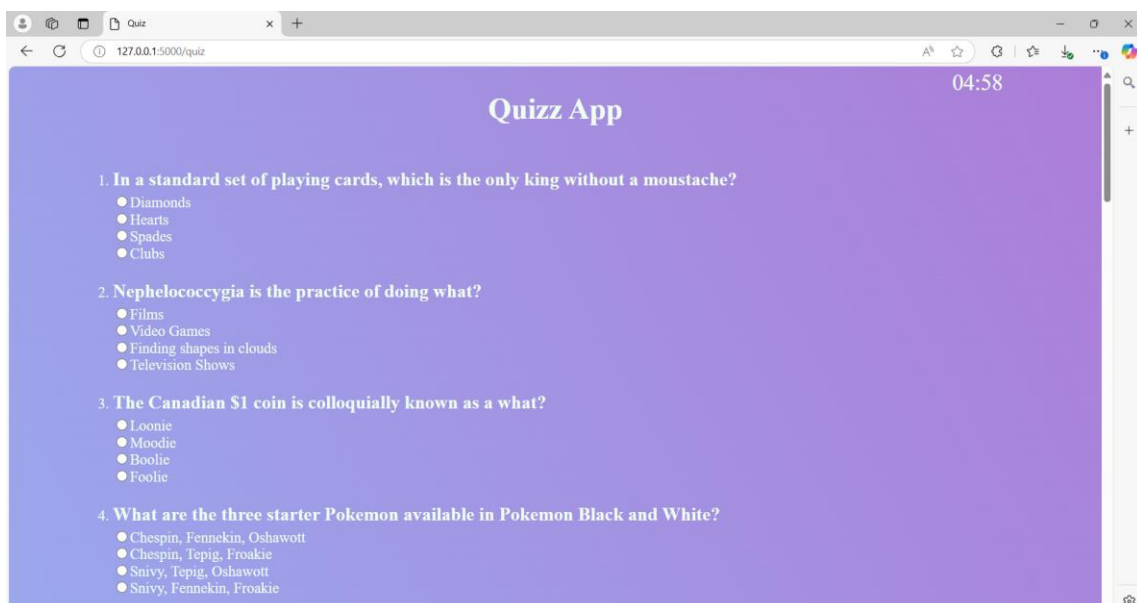 Quiz
127.0.0.1:5000/quiz
04:58
Quizz App
1. In a standard set of playing cards, which is the only king without a moustache?
Diamonds
Hearts
Spades
Clubs
2. Nephelococcygia is the practice of doing what?
Films
Video Games
Finding shapes in clouds
Television Shows
3. The Canadian $1 coin is colloquially known as a what?
Loonie
Moodie
Boolie
Foolie
4. What are the three starter Pokemon available in Pokemon Black and White?
Chespin, Fennekin, Oshawott
Chespin, Tepig, Froakie
Snivy, Tepig, Oshawott
Snivy, Fennekin, Froakie